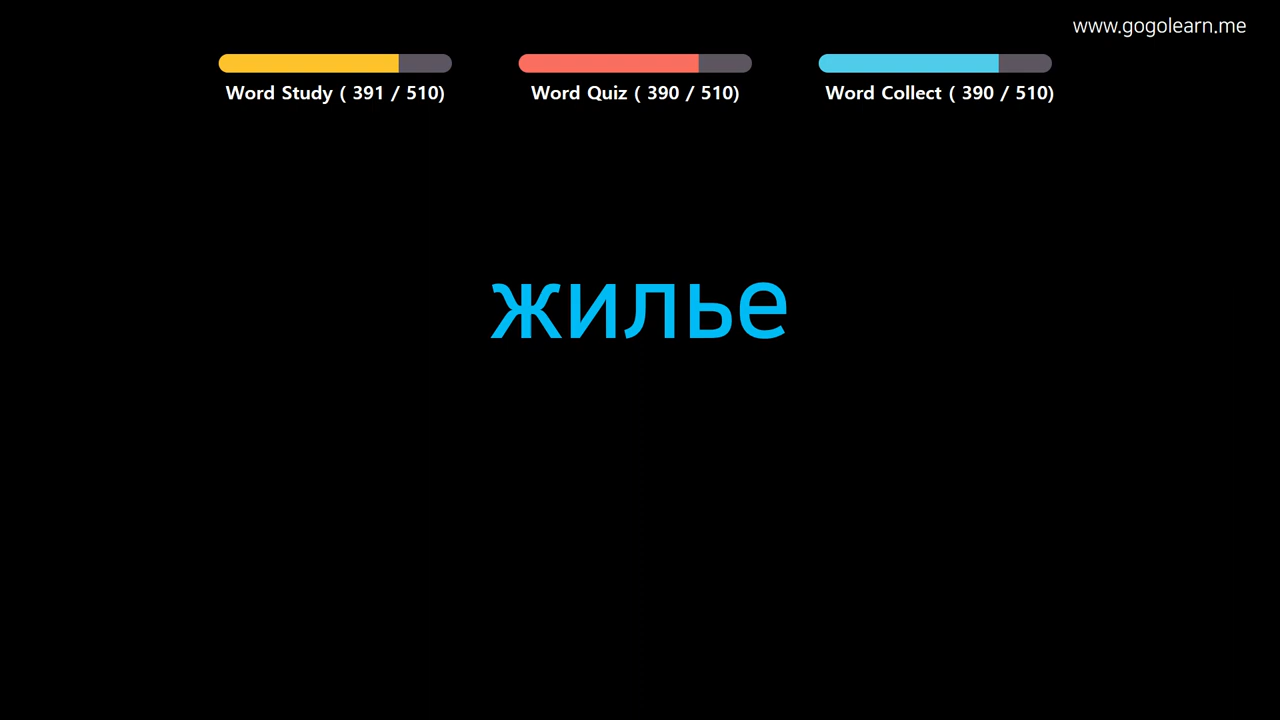 www.gogolearn.me
Word Study ( 391 / 510)
Word Quiz ( 390 / 510)
Word Collect ( 390 / 510)
жилье